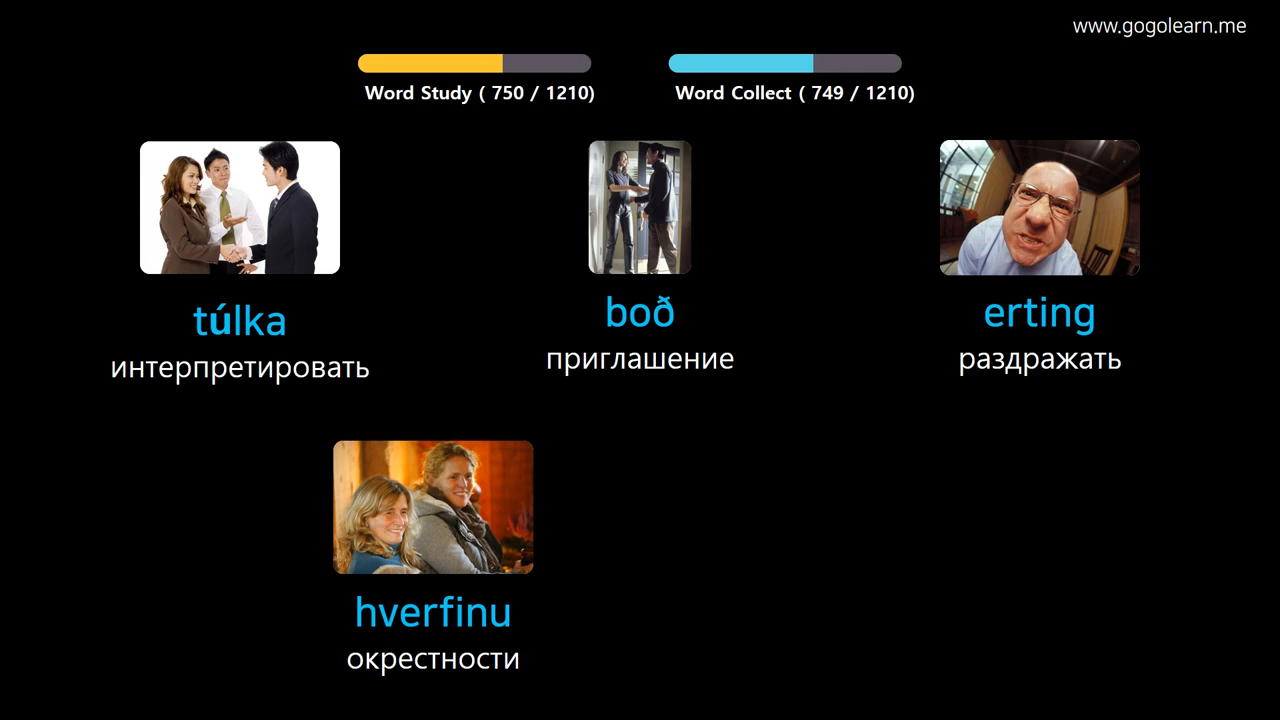 www.gogolearn.me
Word Study ( 750 / 1210)
Word Collect ( 749 / 1210)
túlka
интерпретировать
boð
приглашение
erting
раздражать
hverfinu
окрестности